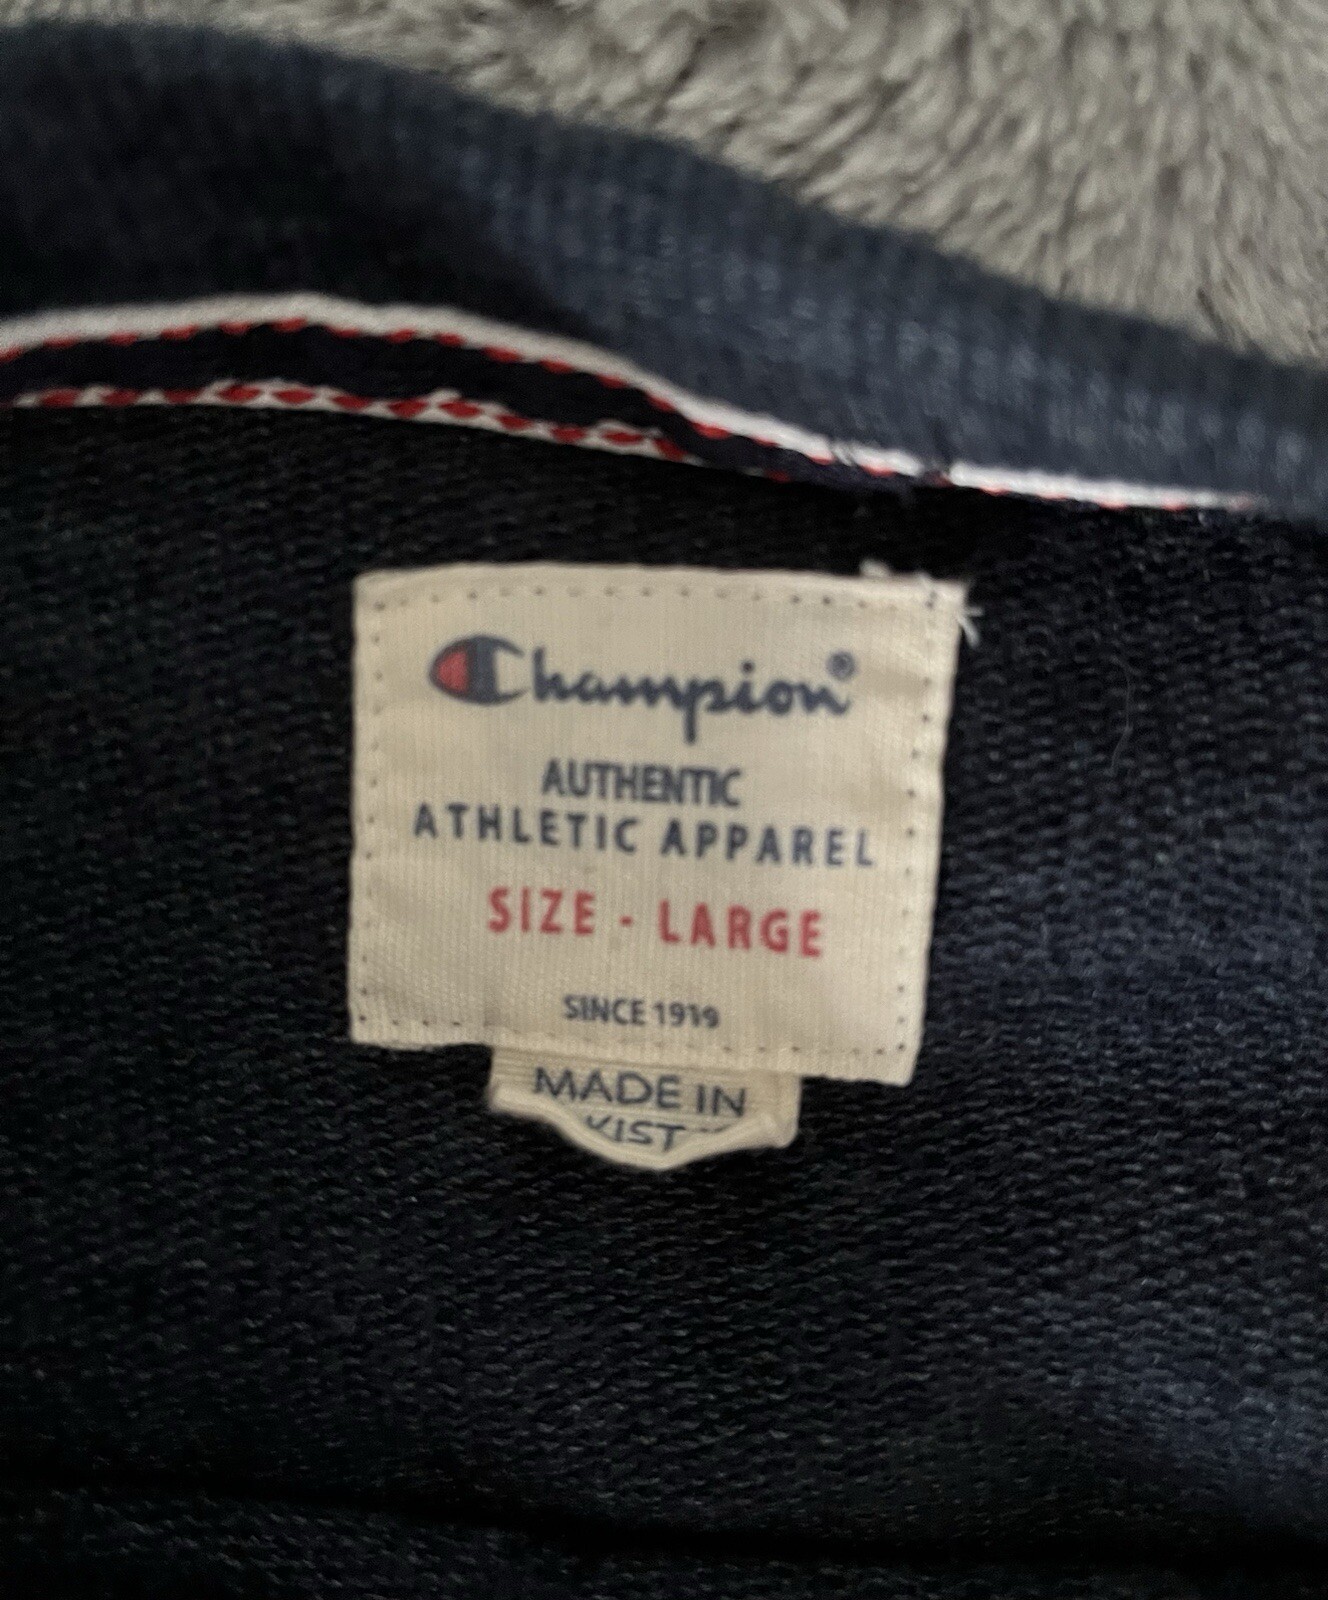 Champion®
AUTHENTIC
ATHLETIC APPAREL
SIZE - LARGE
SINCE 1919
MADE IN